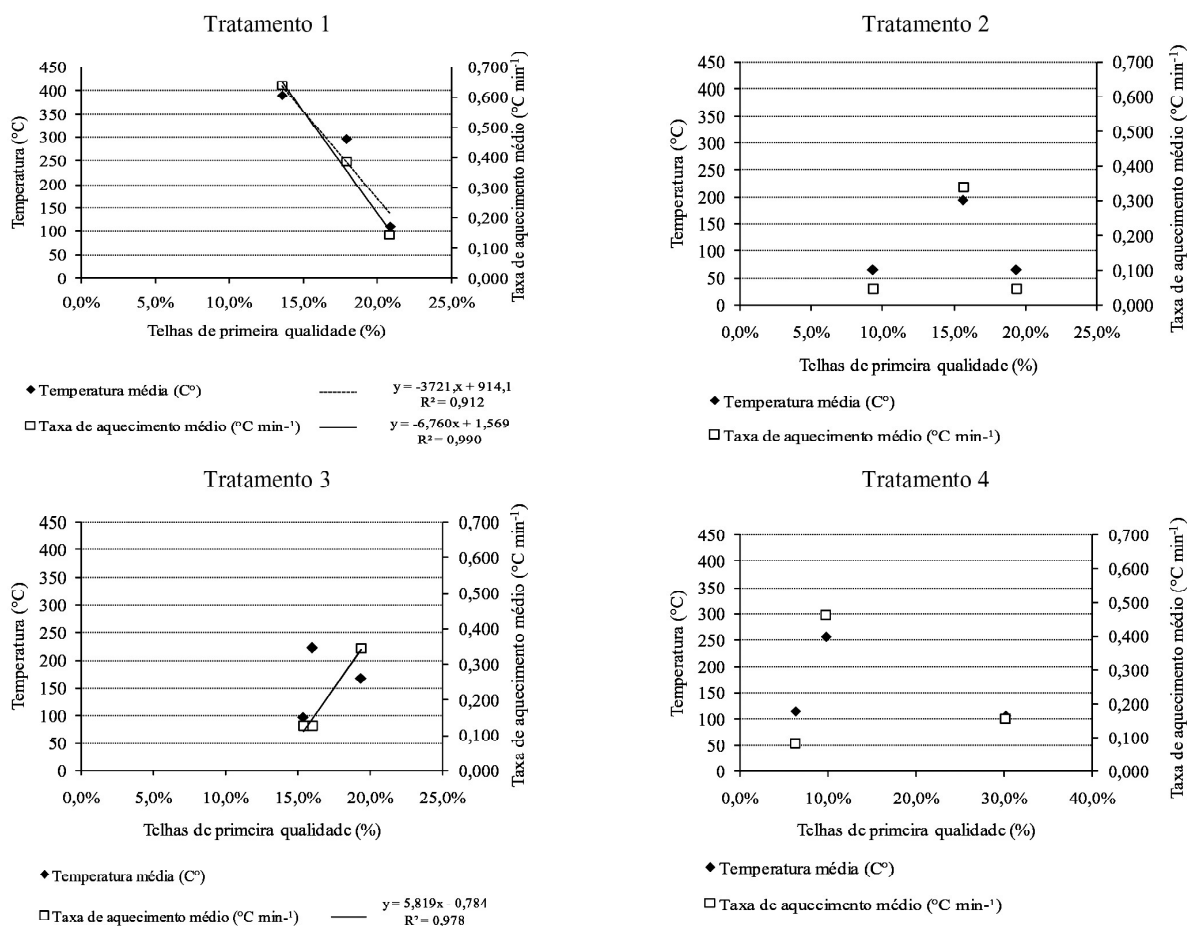 Tratamento 1
450
400
350
300
250
200
150
100
50
0
Temperatura (°C)
0,700
0,600
0,500
0,400
0,300
0,200
0,100
0,000
Taxa de aquecimento médio (°C min-1)
0,0% 5,0% 10,0% 15,0% 20,0% 25,0%
Telhas de primeira qualidade (%)
Temperatura média (C°)
y = -3721,x + 914,1
R² = 0,912
Taxa de aquecimento médio (°C min-¹)
y = -6,760x + 1,569
R² = 0,990
Tratamento 2
450
400
350
300
250
200
150
100
50
0
Temperatura (°C)
0,700
0,600
0,500
0,400
0,300
0,200
0,100
0,000
Taxa de aquecimento médio (°C min-1)
0,0% 5,0% 10,0% 15,0% 20,0% 25,0%
Telhas de primeira qualidade (%)
Temperatura média (C°)
Taxa de aquecimento médio (°C min-¹)
Tratamento 3
450
400
350
300
250
200
150
100
50
0
Temperatura (°C)
0,700
0,600
0,500
0,400
0,300
0,200
0,100
0,000
Taxa de aquecimento médio (°C min-1)
0,0% 5,0% 10,0% 15,0% 20,0% 25,0%
Telhas de primeira qualidade (%)
Temperatura média (C°)
Taxa de aquecimento médio (°C min-¹)
y = 5,819x - 0,784
R² = 0,978
Tratamento 4
450
400
350
300
250
200
150
100
50
0
Temperatura (°C)
0,700
0,600
0,500
0,400
0,300
0,200
0,100
0,000
Taxa de aquecimento médio (°C min-1)
0,0% 10,0% 20,0% 30,0% 40,0%
Telhas de primeira qualidade (%)
Temperatura média (C°)
Taxa de aquecimento médio (°C min-¹)